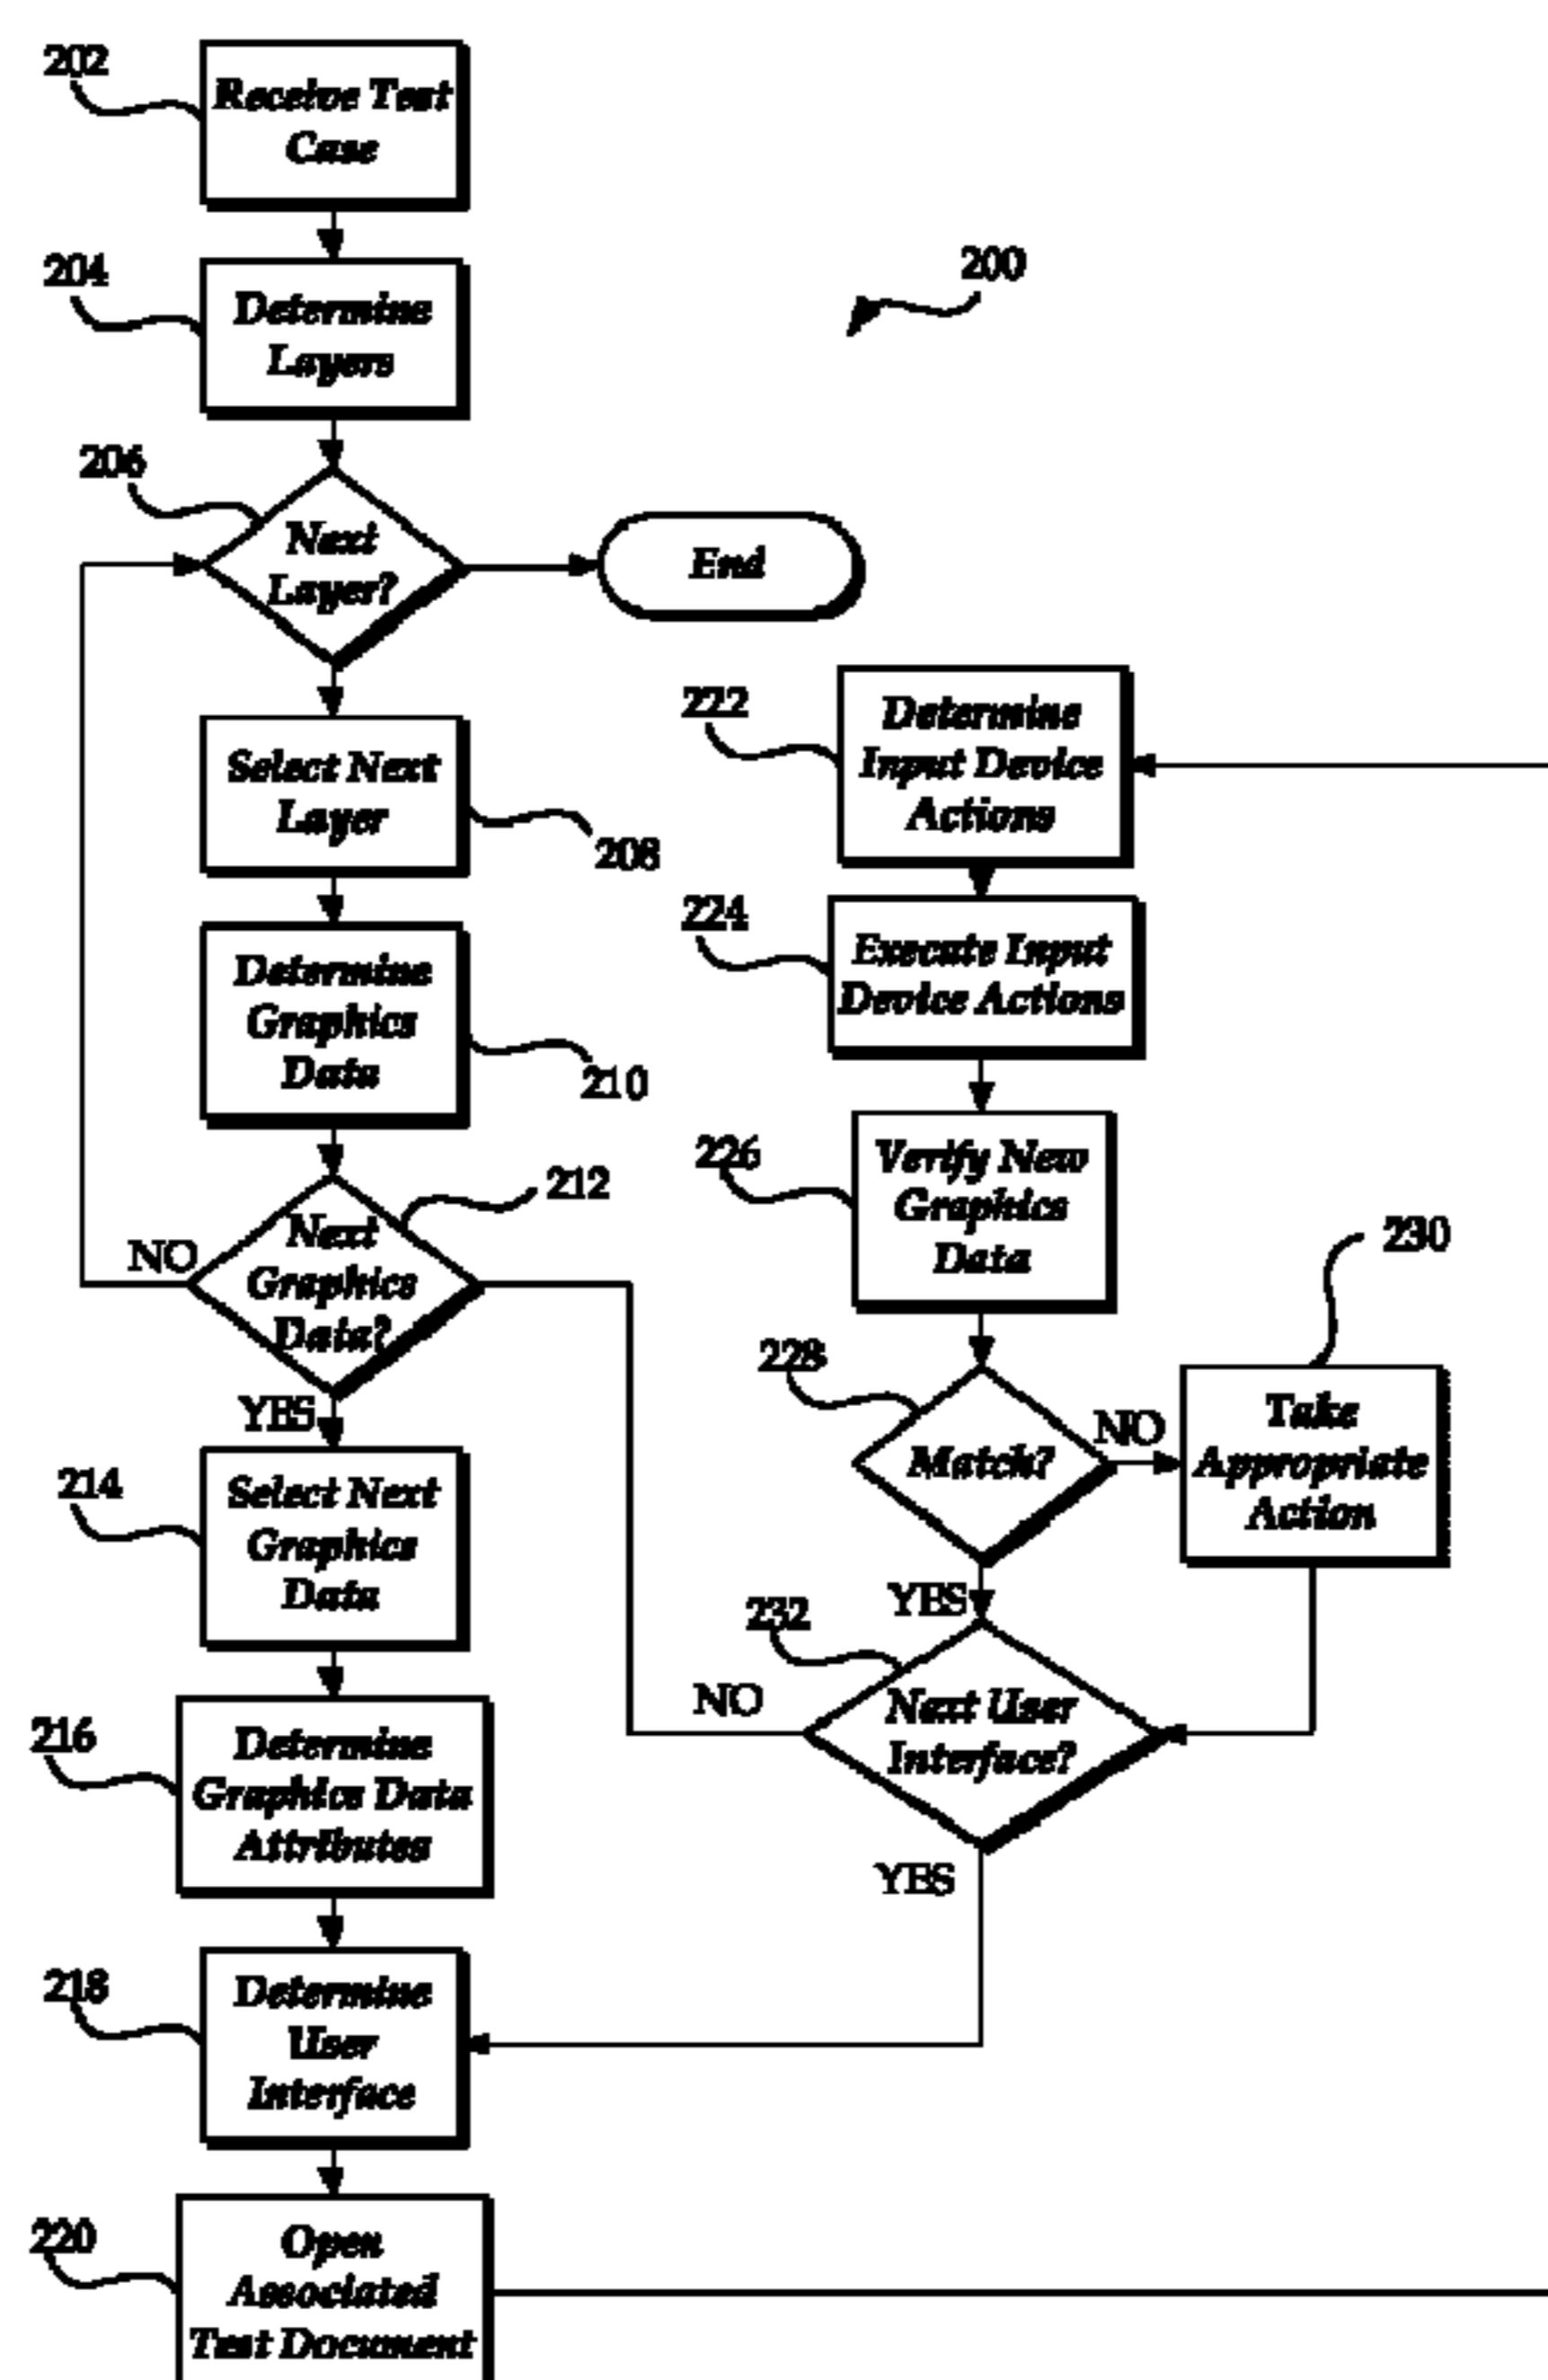 202
Receive Test
Case
204
Determine
Layers
200
206
Next
Layer?
End
Select Next
Layer
208
Determine
Graphics
Data
210
212
Next
Graphics
Data?
NO
YES
214
Select Next
Graphics
Data
216
Determine
Graphics Data
Attributes
218
Determine
User
Interface
220
Open
Associated
Test Document
222
Determine
Input Device
Actions
224
Execute Input
Device Actions
226
Verify New
Graphics
Data
228
Match?
NO
YES
230
Take
Appropriate
Action
232
Next User
Interface?
NO
YES